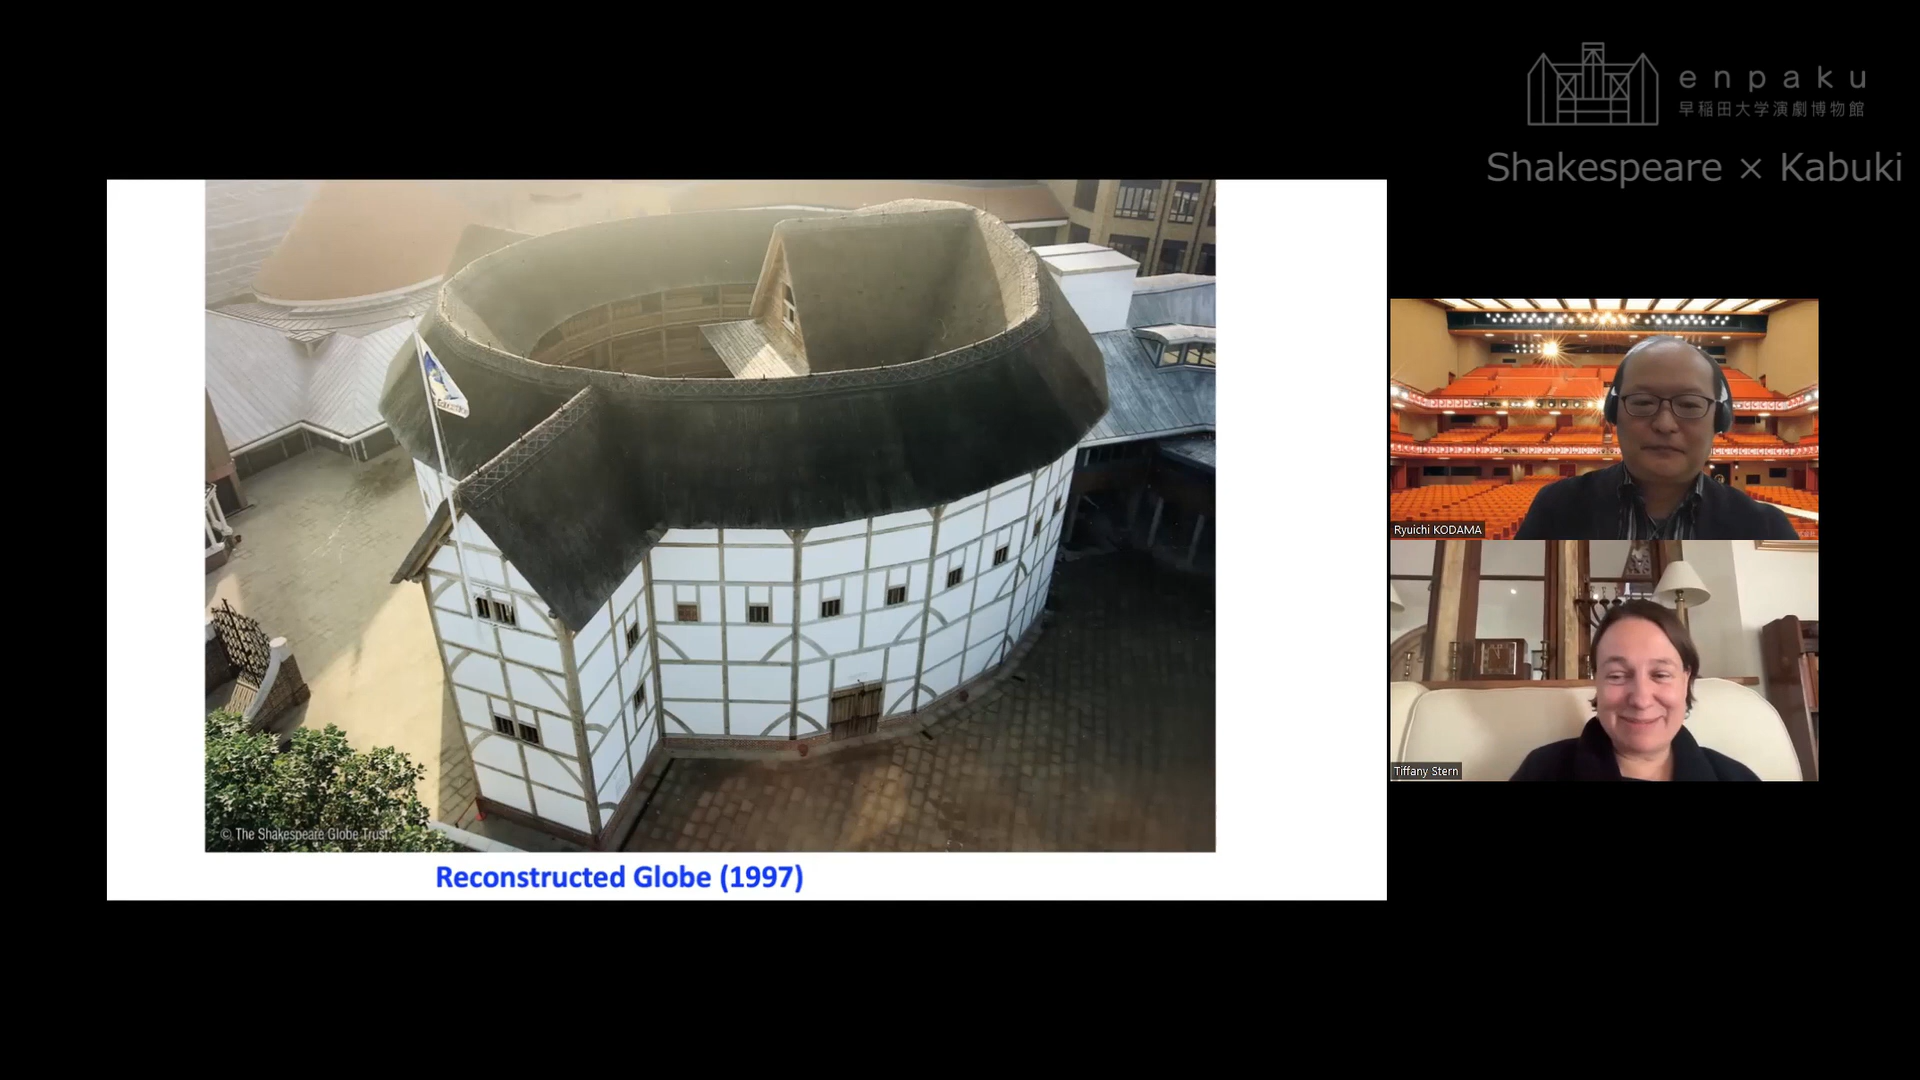 enpaku
早稲田大学演劇博物館
Shakespeare × Kabuki
© The Shakespeare Globe Trust
Reconstructed Globe (1997)
Ryuichi KODAMA
Tiffany Stern